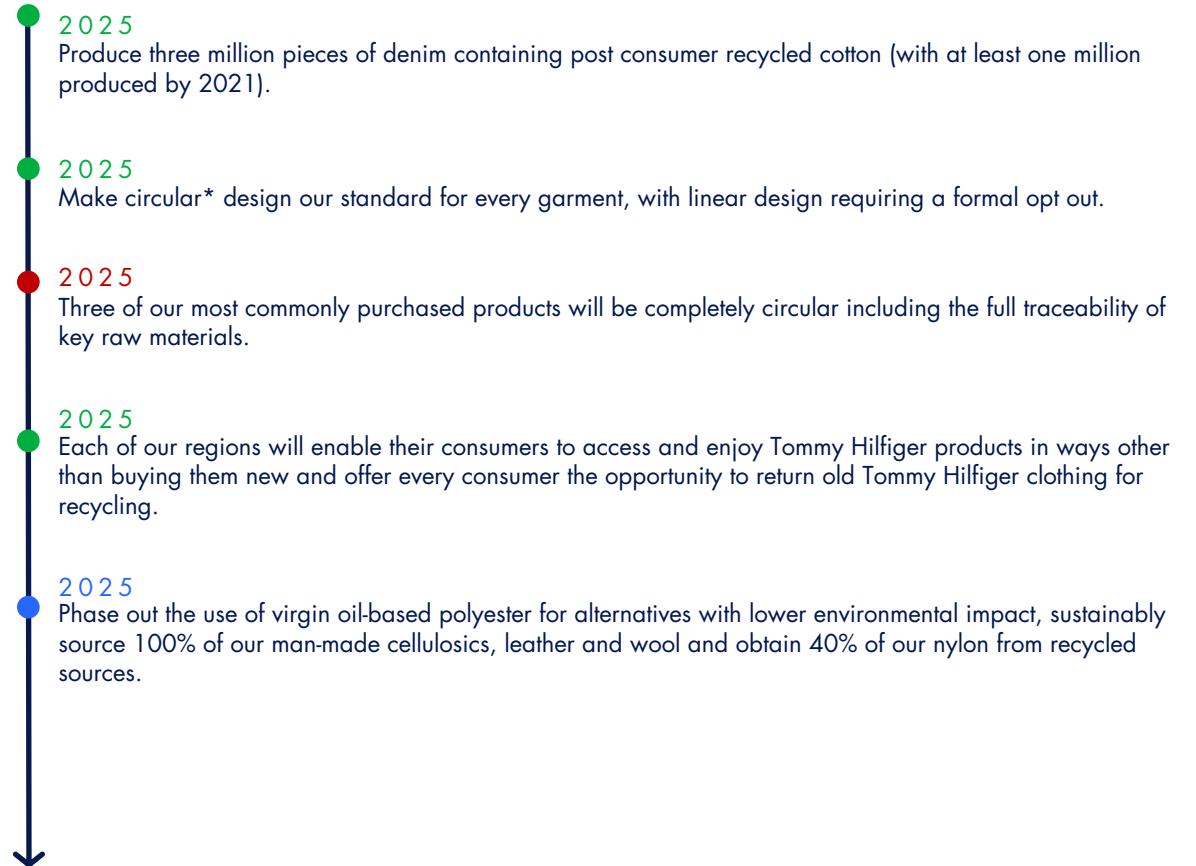 2025
Produce three million pieces of denim containing post consumer recycled cotton (with at least one million
produced by 2021).
2025
Make circular* design our standard for every garment, with linear design requiring a formal opt out.
2025
Three of our most commonly purchased products will be completely circular including the full traceability of
key raw materials.
2025
Each of our regions will enable their consumers to access and enjoy Tommy Hilfiger products in ways other
than buying them new and offer every consumer the opportunity to return old Tommy Hilfiger clothing for
recycling.
2025
Phase out the use of virgin oil-based polyester for alternatives with lower environmental impact, sustainably
source 100% of our man-made cellulosics, leather and wool and obtain 40% of our nylon from recycled
sources.